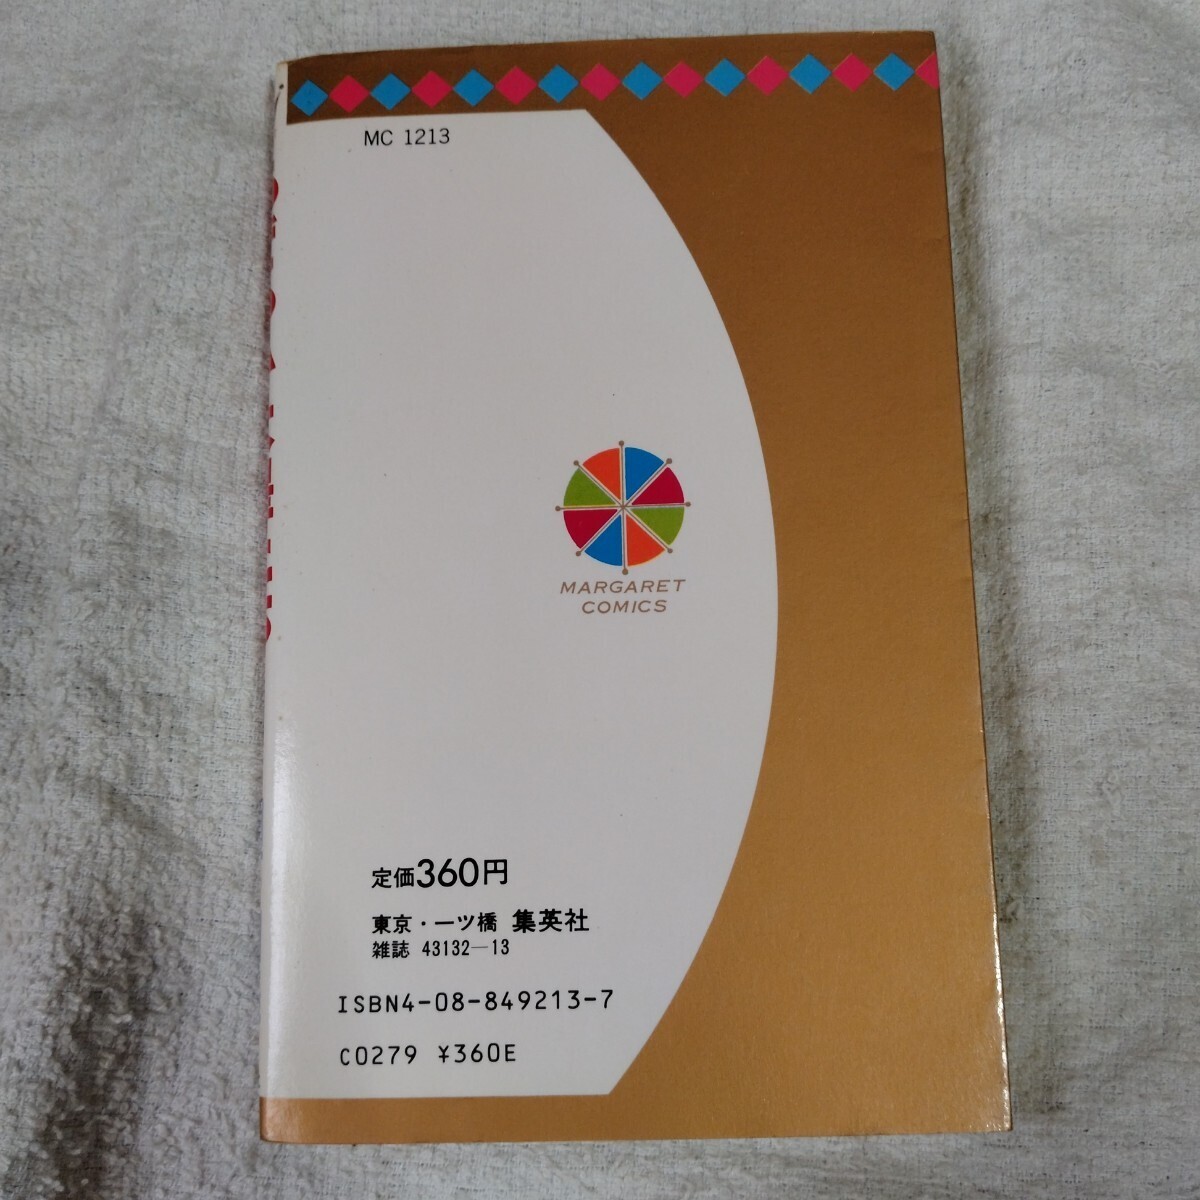 MC 1213
MARGARET
COMICS
定価360円
東京・一ツ橋 集英社
雑誌 43132—13
ISBN4-08-849213-7
C0279 ¥360E